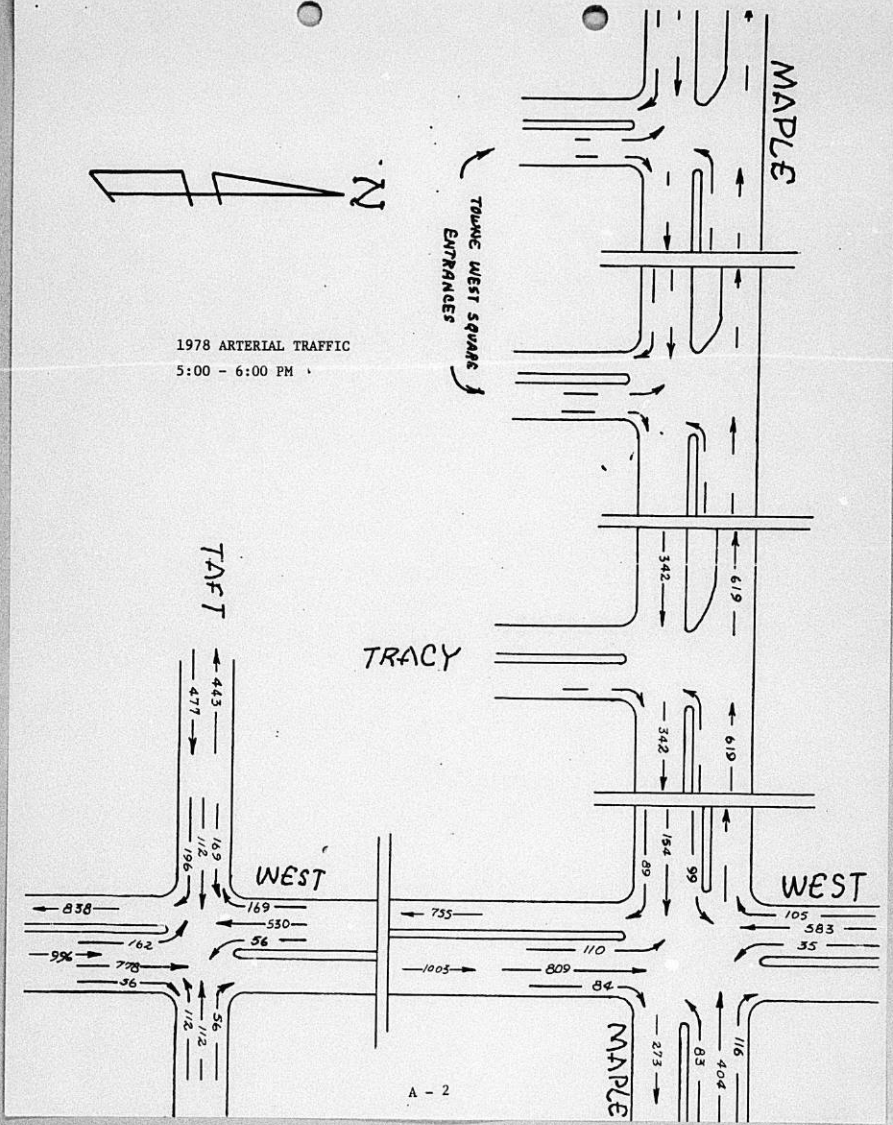 MAPLE
N
TOWNE WEST SQUARE
ENTRANCES
1978 ARTERIAL TRAFFIC
5:00 - 6:00 PM
342
619
TAFT
TRACY
443
477
342
619
196
112
169
89
154
99
WEST
WEST
838
169
530
56
755
105
583
35
162
996
778
56
110
1003
809
84
112
112
56
MAPLE
273
83
404
116
A - 2